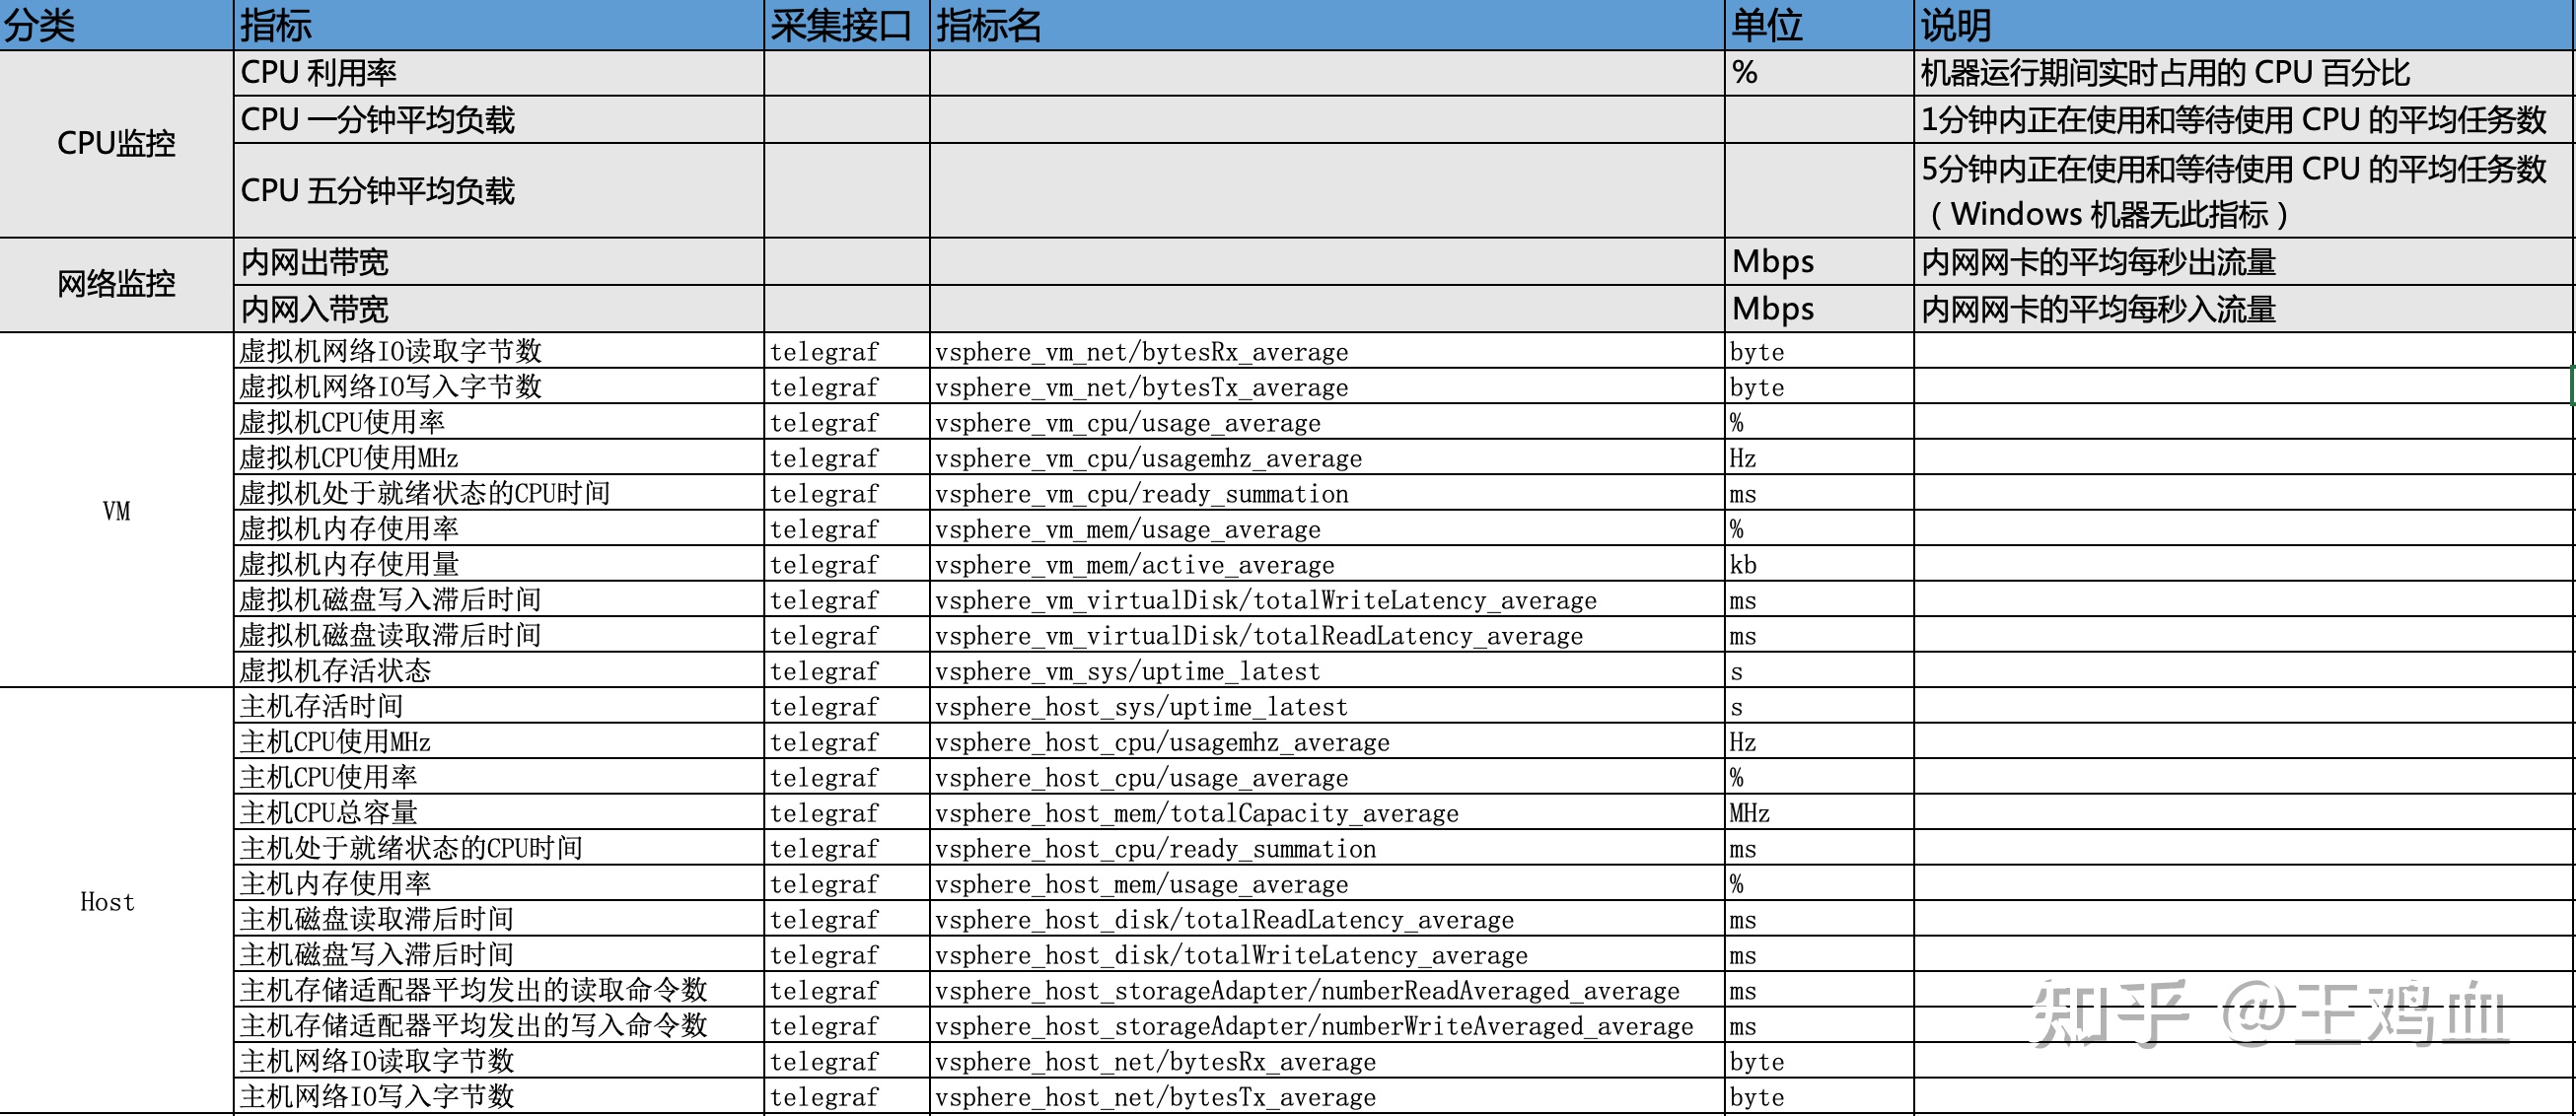 分类 指标 采集接口 指标名 单位 说明
CPU监控 CPU 利用率 % 机器运行期间实时占用的 CPU 百分比
CPU 一分钟平均负载 1分钟内正在使用和等待使用 CPU 的平均任务数
CPU 五分钟平均负载 5分钟内正在使用和等待使用 CPU 的平均任务数
（Windows 机器无此指标）
网络监控 内网出带宽 Mbps 内网网卡的平均每秒出流量
内网入带宽 Mbps 内网网卡的平均每秒入流量
VM 虚拟机网络IO读取字节数 telegraf vsphere_vm_net/bytesRx_average byte
虚拟机网络IO写入字节数 telegraf vsphere_vm_net/bytesTx_average byte
虚拟机CPU使用率 telegraf vsphere_vm_cpu/usage_average %
虚拟机CPU使用MHz telegraf vsphere_vm_cpu/usagemhz_average Hz
虚拟机处于就绪状态的CPU时间 telegraf vsphere_vm_cpu/ready_summation ms
虚拟机内存使用率 telegraf vsphere_vm_mem/usage_average %
虚拟机内存使用量 telegraf vsphere_vm_mem/active_average kb
虚拟机磁盘写入滞后时间 telegraf vsphere_vm_virtualDisk/totalWriteLatency_average ms
虚拟机磁盘读取滞后时间 telegraf vsphere_vm_virtualDisk/totalReadLatency_average ms
虚拟机存活状态 telegraf vsphere_vm_sys/uptime_latest s
Host 主机存活时间 telegraf vsphere_host_sys/uptime_latest s
主机CPU使用MHz telegraf vsphere_host_cpu/usagemhz_average Hz
主机CPU使用率 telegraf vsphere_host_cpu/usage_average %
主机CPU总容量 telegraf vsphere_host_mem/totalCapacity_average MHz
主机处于就绪状态的CPU时间 telegraf vsphere_host_cpu/ready_summation ms
主机内存使用率 telegraf vsphere_host_mem/usage_average %
主机磁盘读取滞后时间 telegraf vsphere_host_disk/totalReadLatency_average ms
主机磁盘写入滞后时间 telegraf vsphere_host_disk/totalWriteLatency_average ms
主机存储适配器平均发出的读取命令数 telegraf vsphere_host_storageAdapter/numberReadAveraged_average ms
主机存储适配器平均发出的写入命令数 telegraf vsphere_host_storageAdapter/numberWriteAveraged_average ms
主机网络IO读取字节数 telegraf vsphere_host_net/bytesRx_average byte
主机网络IO写入字节数 telegraf vsphere_host_net/bytesTx_average byte
知乎 @王鸡血